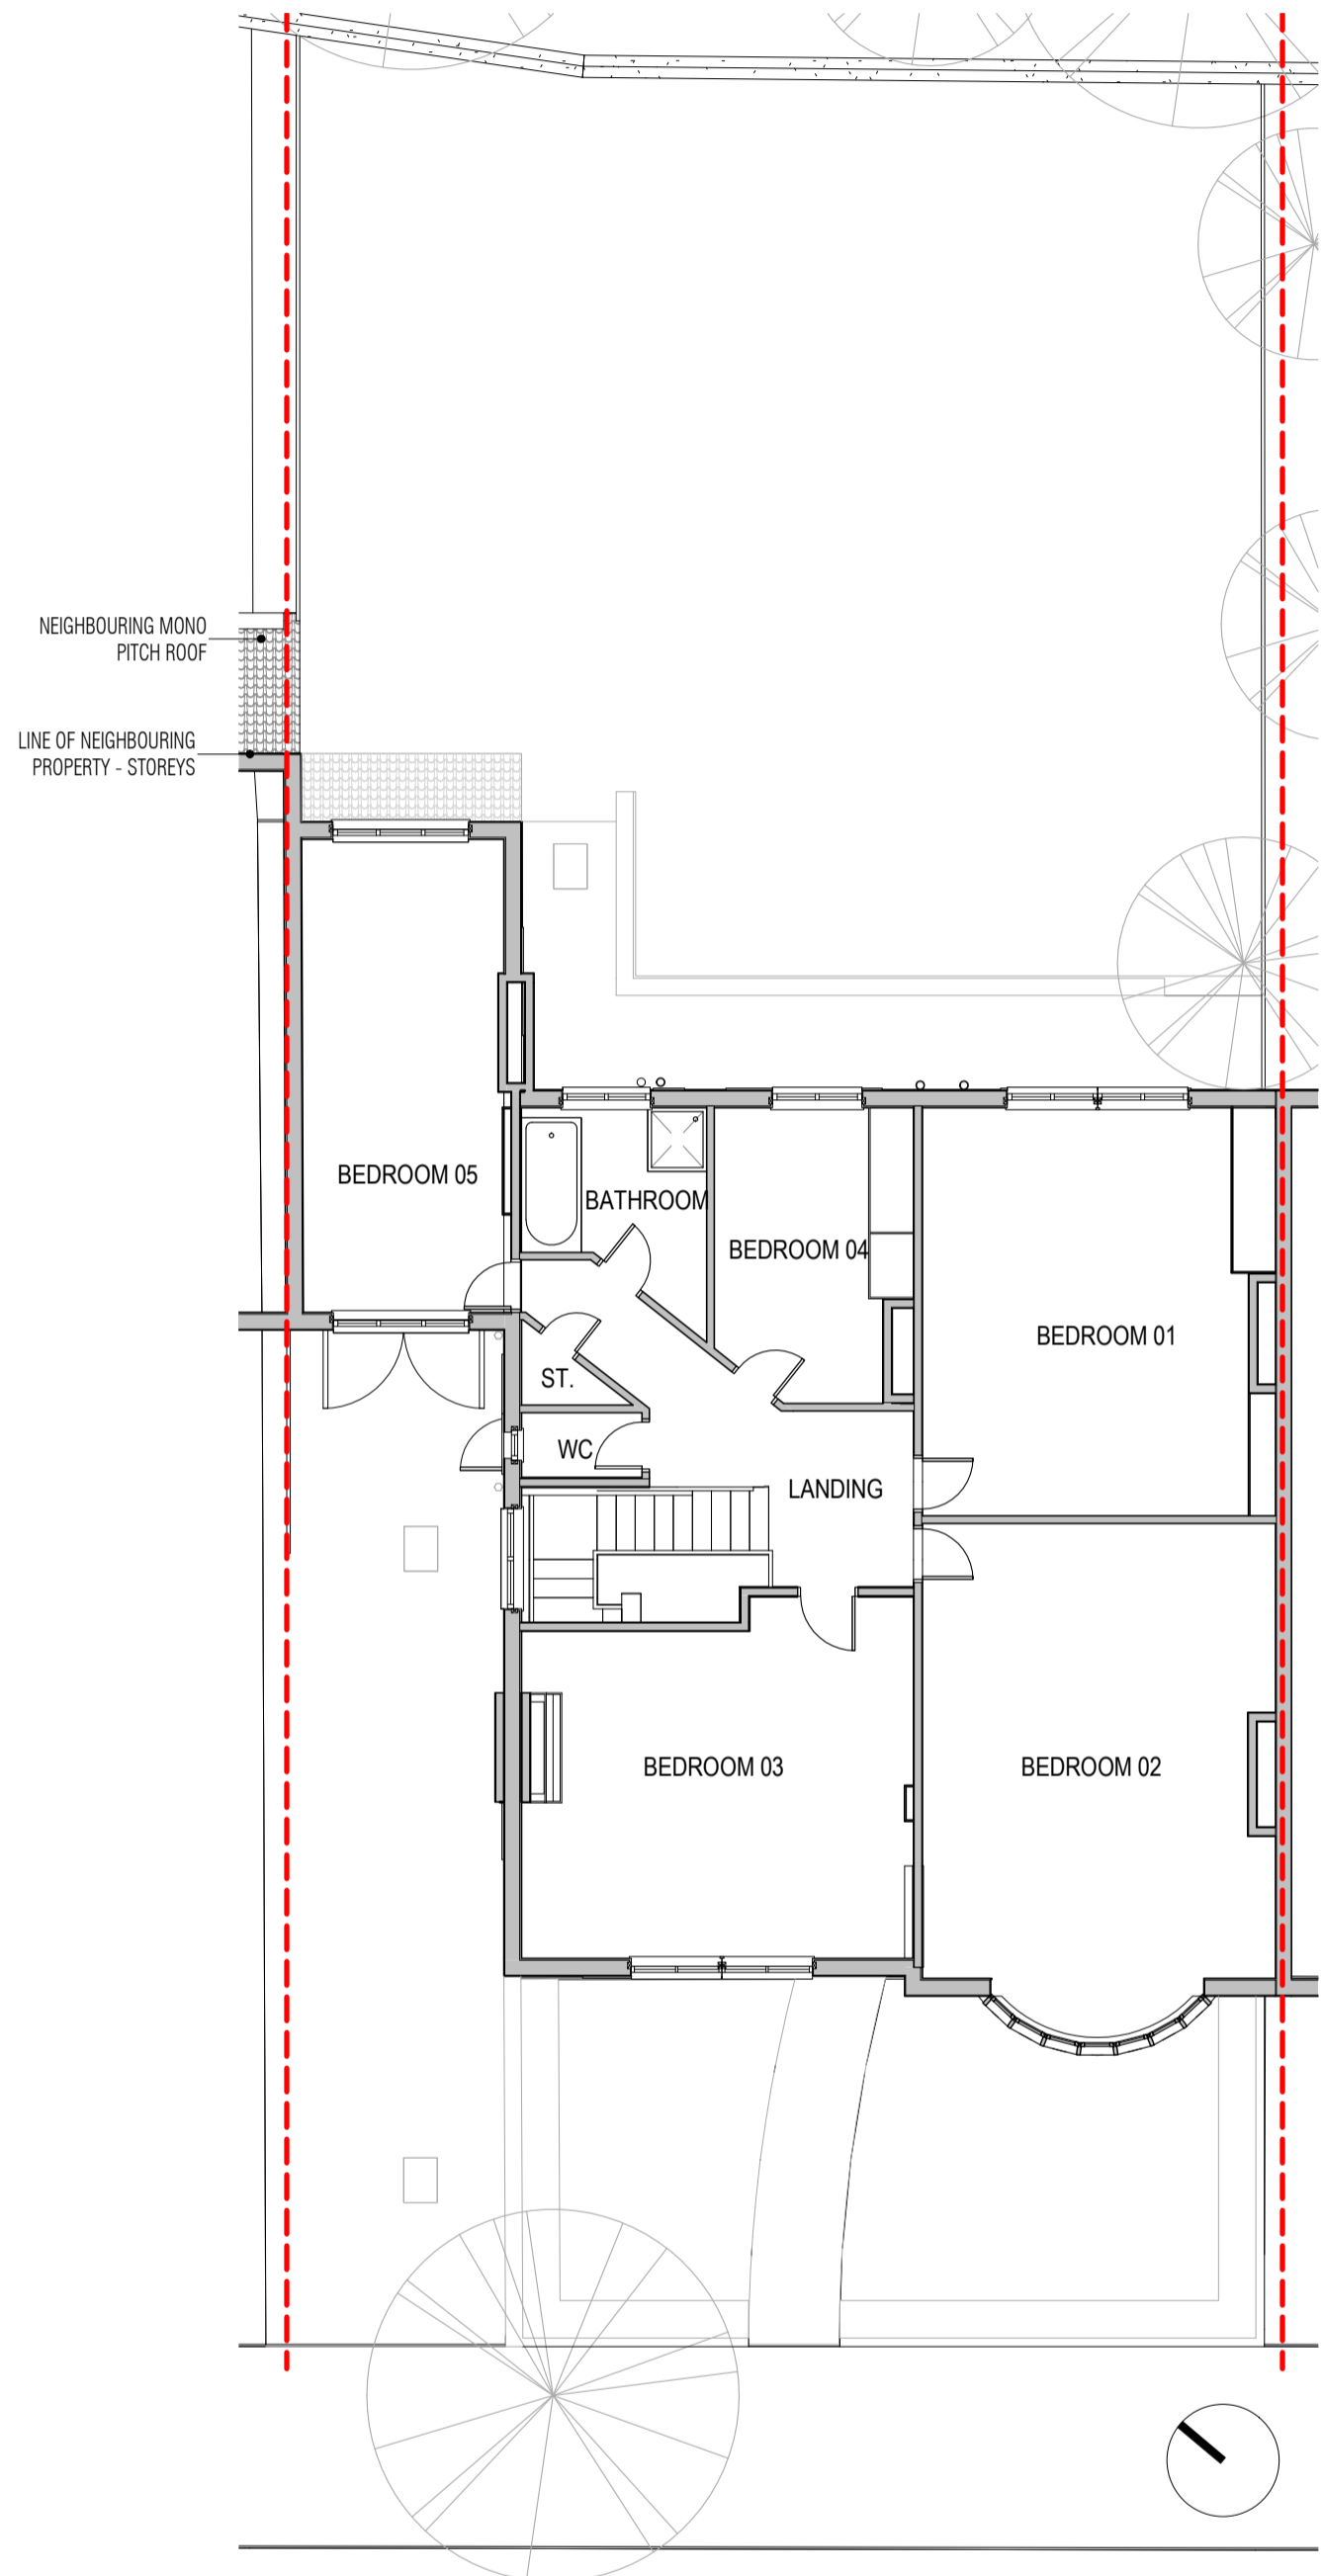 NEIGHBOURING MONO
PITCH ROOF
LINE OF NEIGHBOURING
PROPERTY - STOREYS
BEDROOM 05
BATHROOM
BEDROOM 04
BEDROOM 01
ST.
WC
LANDING
BEDROOM 03
BEDROOM 02